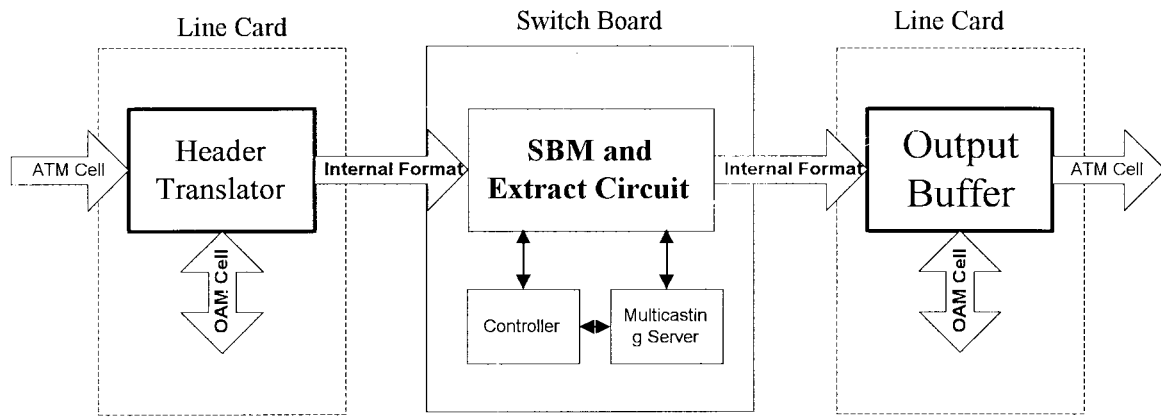 Line Card
Switch Board
Line Card
ATM Cell
Header
Translator
Internal Format
SBM and
Extract Circuit
Internal Format
Output
Buffer
ATM Cell
OAM Cell
Controller
Multicastin
g Server
OAM Cell